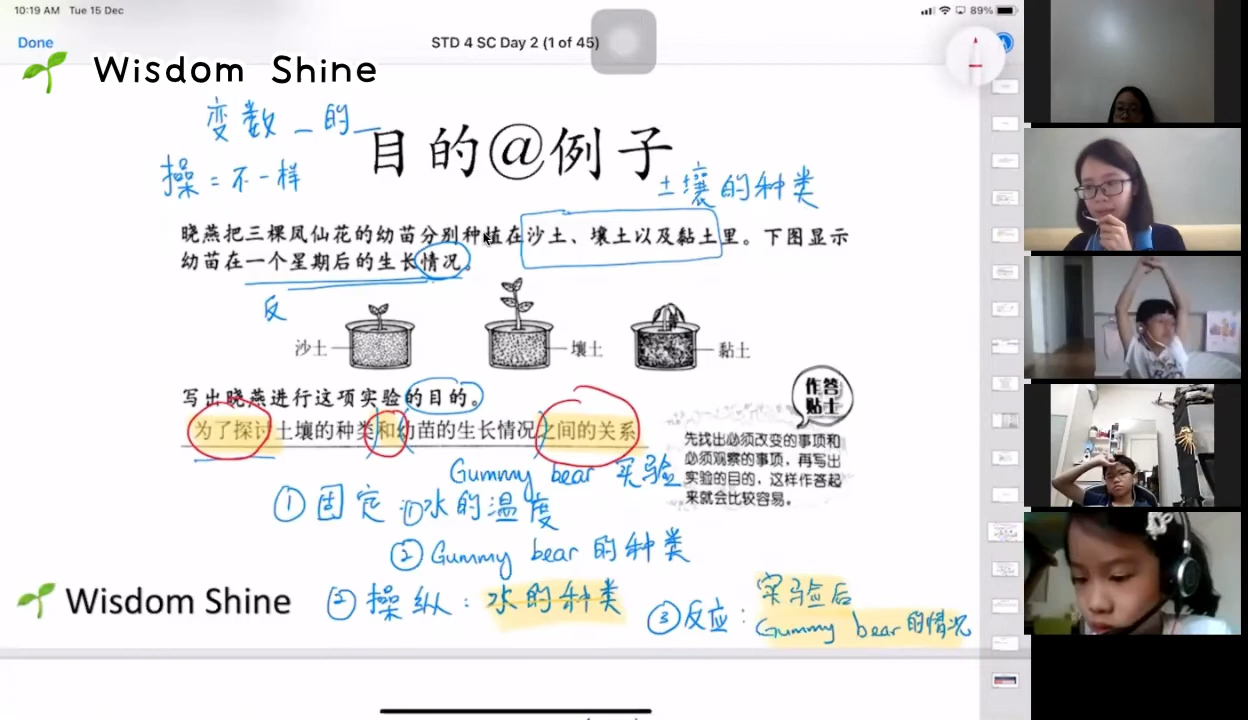 10:19 AM Tue 15 Dec
89%
Done
STD 4 SC Day 2 (1 of 45)
Wisdom Shine
变数_的_
目的@例子
操=不一样
土壤的种类
晓燕把三棵凤仙花的幼苗分别种植在沙土、壤土以及黏土里。下图显示
幼苗在一个星期后的生长情况。
反
沙土
壤土
黏土
写出晓燕进行这项实验的目的。
作答
贴士
为了探讨土壤的种类和幼苗的生长情况之间的关系
先找出必须改变的事项和
必须观察的事项,再写出
实验的目的,这样作答起
来就会比较容易。
Gummy bear 实验
① 固定 ①水的温度
② Gummy bear 的种类
Wisdom Shine
② 操纵:水的种类
③ 反应:实验后
Gummy bear 的情况